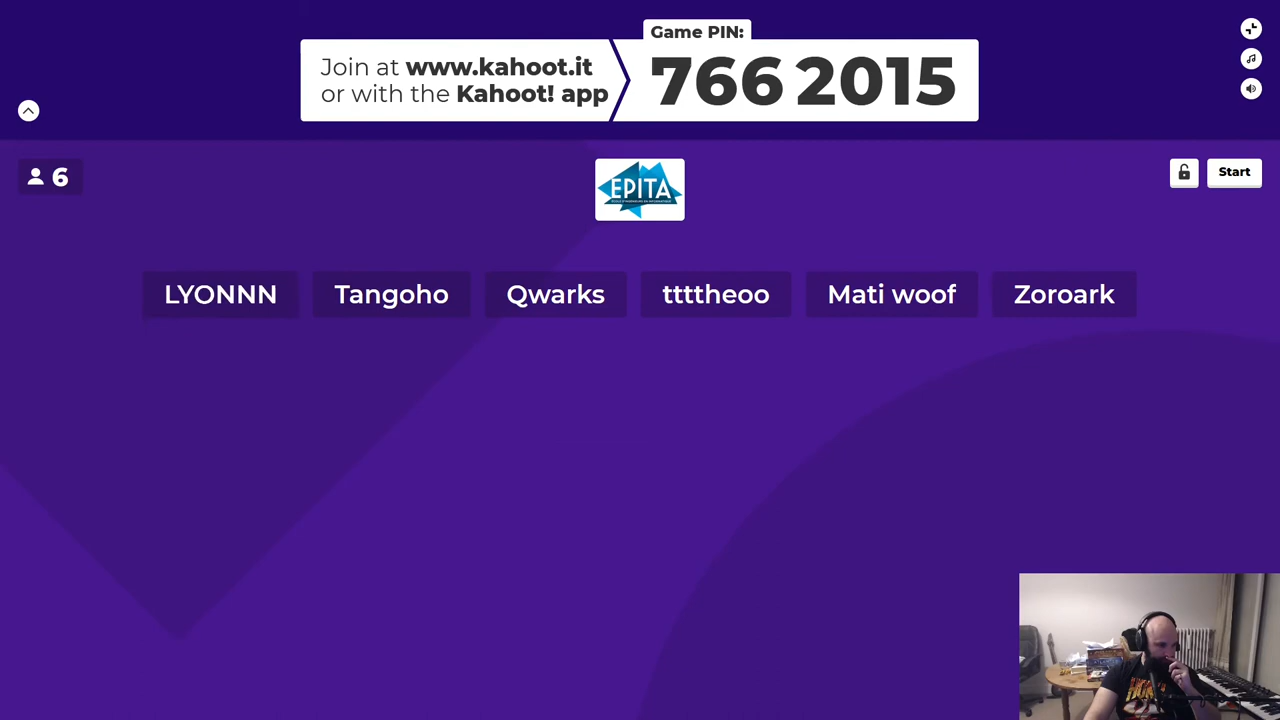 Game PIN:
Join at www.kahoot.it
or with the Kahoot! app
766 2015
6
EPITA
Start
LYONNN
Tangoho
Qwarks
ttttheoo
Mati woof
Zoroark